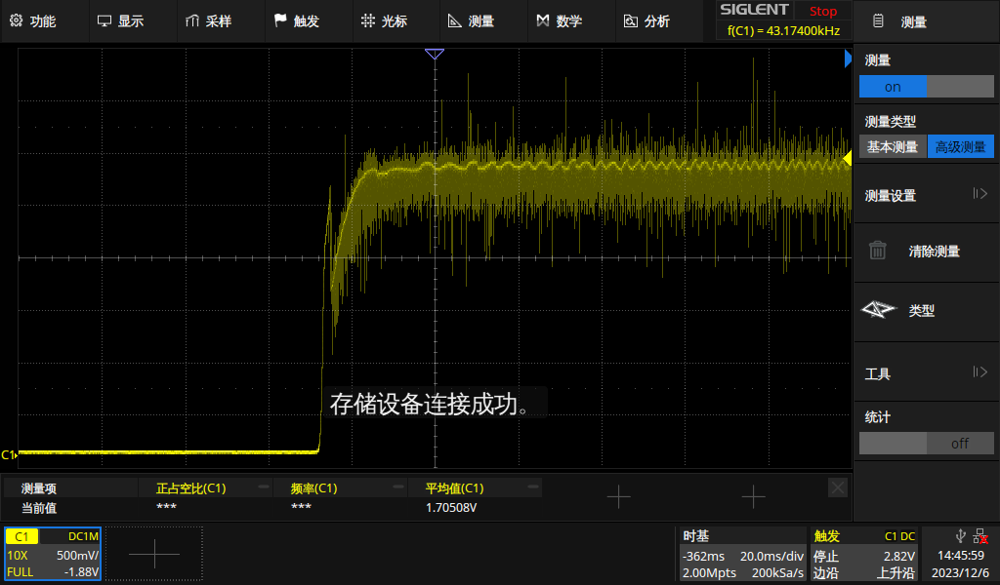 功能 显示 采样 触发 光标 测量 数学 分析 SIGLENT Stop 测量
f(C1) = 43.17400kHz
测量
on
测量类型
基本测量 高级测量
测量设置
清除测量
类型
工具
统计
off
存储设备连接成功。
C1
测量项 正占空比(C1) 频率(C1) 平均值(C1)
当前值 *** *** 1.70508V
C1 DC1M
10X 500mV/
FULL -1.88V
时基
-362ms 20.0ms/div
2.00Mpts 200kSa/s
触发 C1 DC
停止 2.82V
边沿 上升沿
14:45:59
2023/12/6